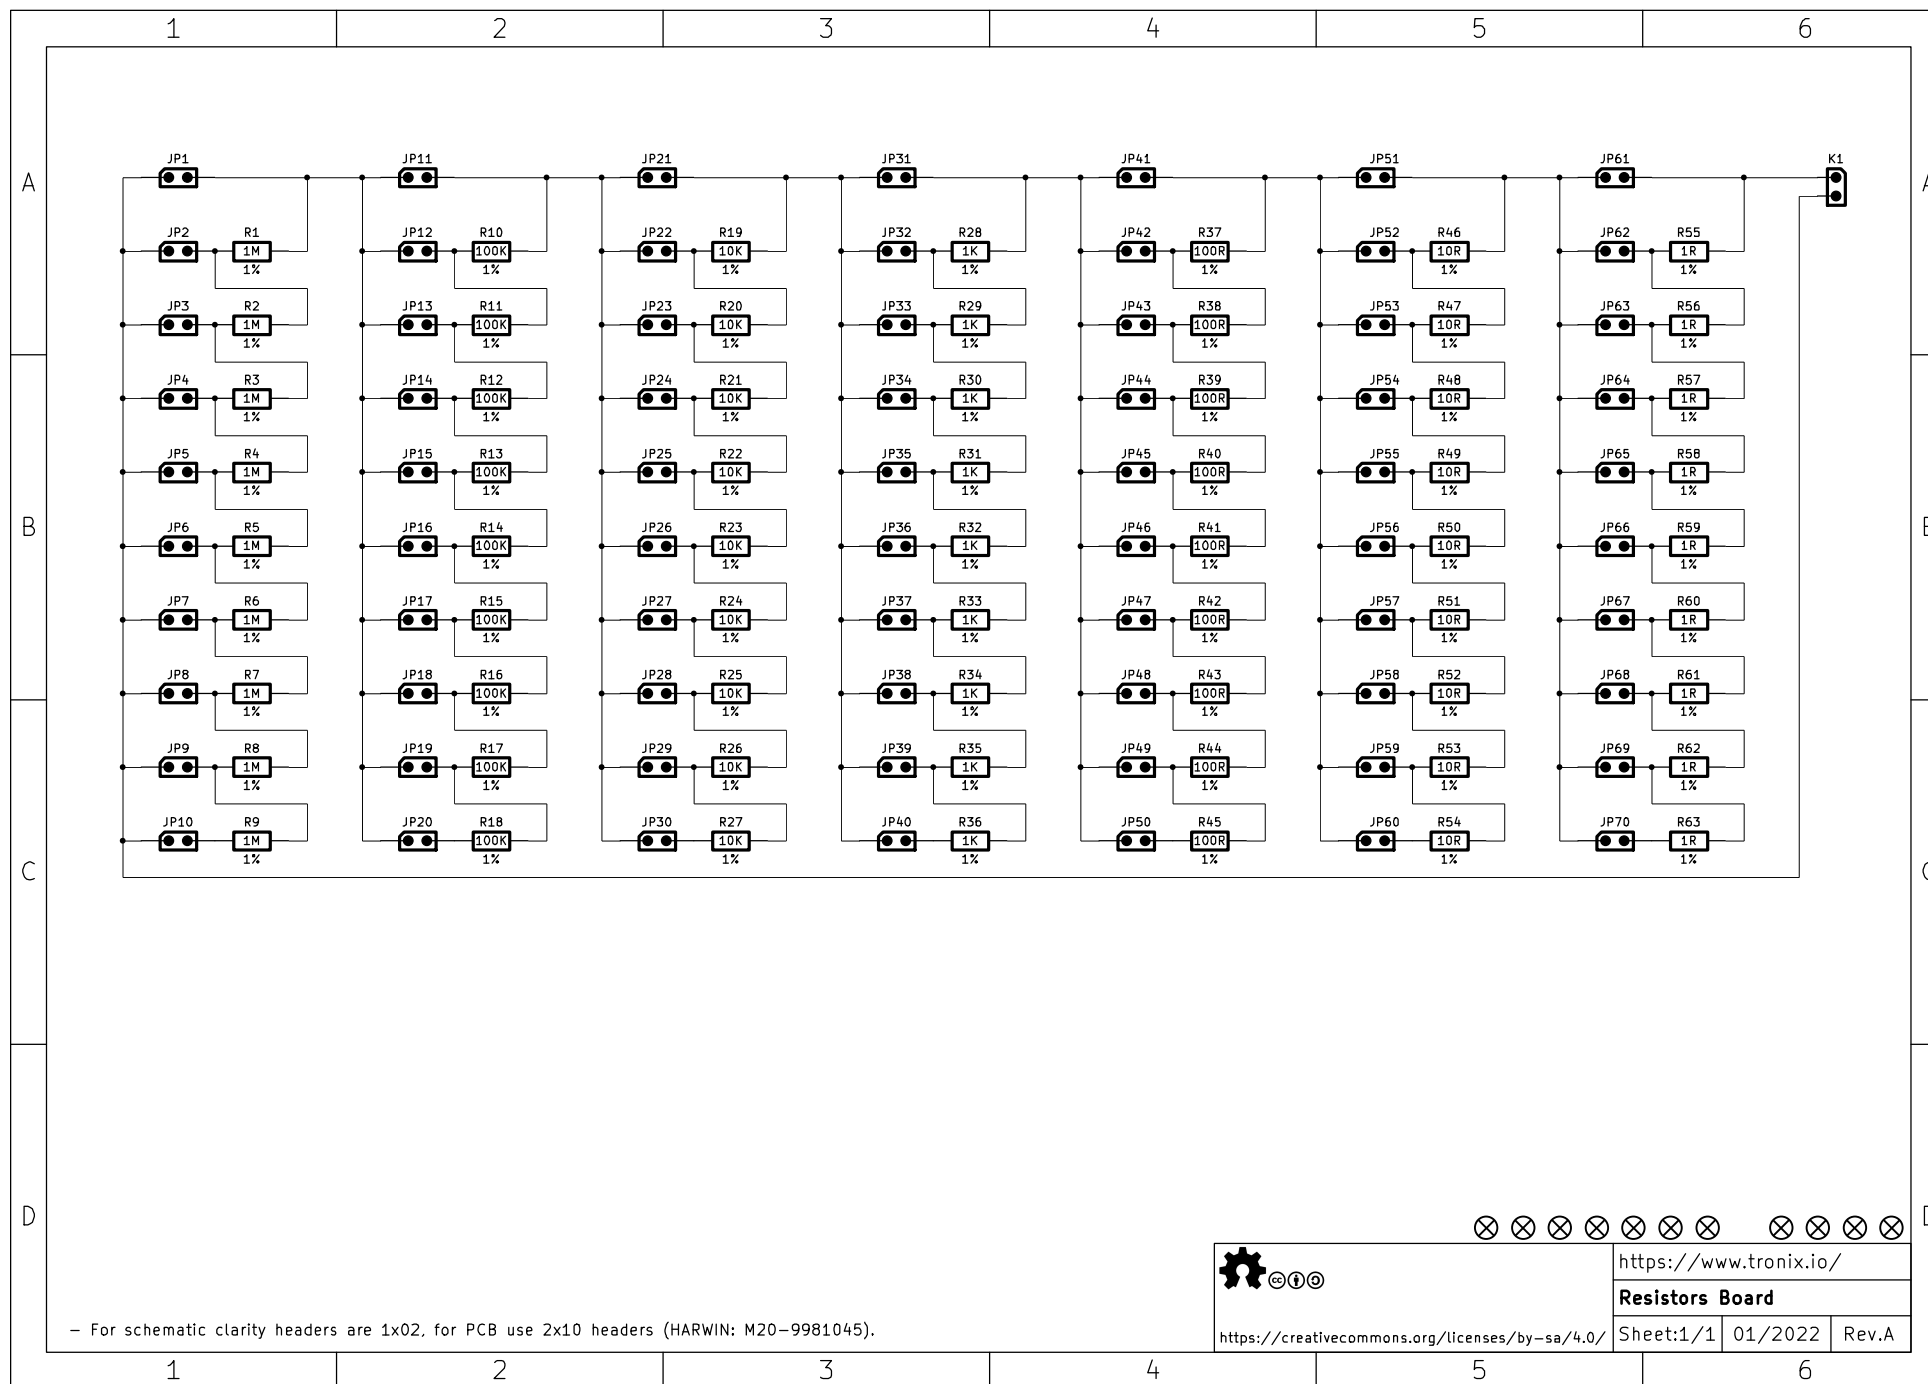 1 2 3 4 5 6
JP1 JP11 JP21 JP31 JP41 JP51 JP61 K1
A A
JP2 R1 JP12 R10 JP22 R19 JP32 R28 JP42 R37 JP52 R46 JP62 R55
1M 100K 10K 1K 100R 10R 1R
1% 1% 1% 1% 1% 1% 1%
JP3 R2 JP13 R11 JP23 R20 JP33 R29 JP43 R38 JP53 R47 JP63 R56
1M 100K 10K 1K 100R 10R 1R
1% 1% 1% 1% 1% 1% 1%
JP4 R3 JP14 R12 JP24 R21 JP34 R30 JP44 R39 JP54 R48 JP64 R57
1M 100K 10K 1K 100R 10R 1R
1% 1% 1% 1% 1% 1% 1%
JP5 R4 JP15 R13 JP25 R22 JP35 R31 JP45 R40 JP55 R49 JP65 R58
1M 100K 10K 1K 100R 10R 1R
1% 1% 1% 1% 1% 1% 1%
B B
JP6 R5 JP16 R14 JP26 R23 JP36 R32 JP46 R41 JP56 R50 JP66 R59
1M 100K 10K 1K 100R 10R 1R
1% 1% 1% 1% 1% 1% 1%
JP7 R6 JP17 R15 JP27 R24 JP37 R33 JP47 R42 JP57 R51 JP67 R60
1M 100K 10K 1K 100R 10R 1R
1% 1% 1% 1% 1% 1% 1%
JP8 R7 JP18 R16 JP28 R25 JP38 R34 JP48 R43 JP58 R52 JP68 R61
1M 100K 10K 1K 100R 10R 1R
1% 1% 1% 1% 1% 1% 1%
JP9 R8 JP19 R17 JP29 R26 JP39 R35 JP49 R44 JP59 R53 JP69 R62
1M 100K 10K 1K 100R 10R 1R
1% 1% 1% 1% 1% 1% 1%
JP10 R9 JP20 R18 JP30 R27 JP40 R36 JP50 R45 JP60 R54 JP70 R63
1M 100K 10K 1K 100R 10R 1R
1% 1% 1% 1% 1% 1% 1%
C C
D D
https://www.tronix.io/
cc
Resistors Board
– For schematic clarity headers are 1x02, for PCB use 2x10 headers (HARWIN: M20–9981045).
https://creativecommons.org/licenses/by–sa/4.0/
Sheet:1/1 01/2022 Rev.A
1 2 3 4 5 6